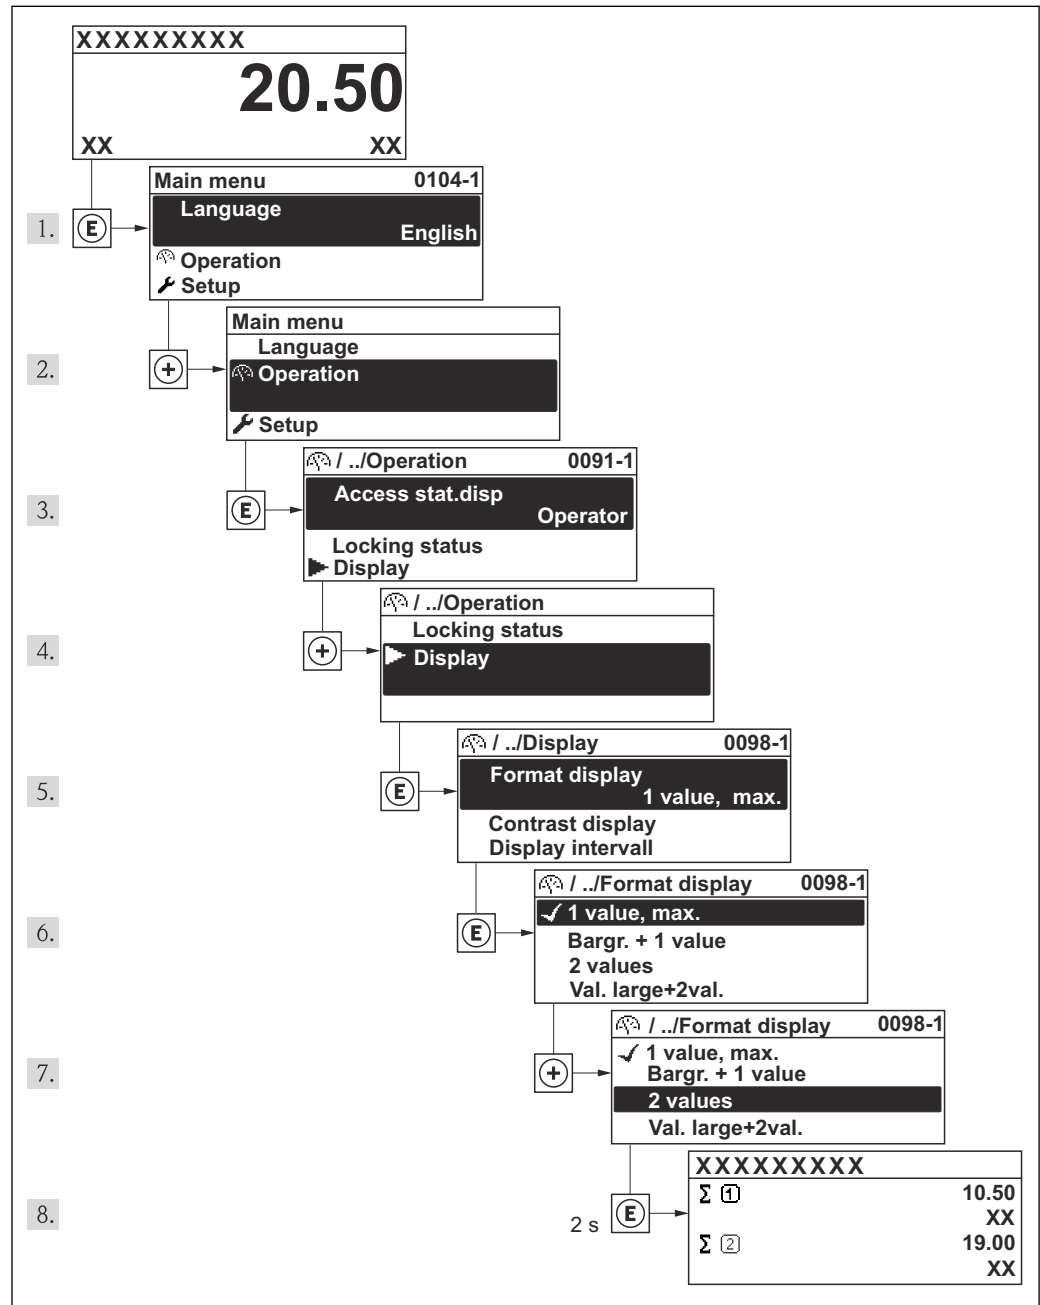 XXXXXXXXX
20.50
XX XX
Main menu 0104-1
Language
English
Operation
Setup
1. E
Main menu
Language
Operation
Setup
2. +
/ ../Operation 0091-1
Access stat.disp
Operator
Locking status
Display
3. E
/ ../Operation
Locking status
Display
4. +
/ ../Display 0098-1
Format display
1 value, max.
Contrast display
Display intervall
5. E
/ ../Format display 0098-1
1 value, max.
Bargr. + 1 value
2 values
Val. large+2val.
6. E
/ ../Format display 0098-1
1 value, max.
Bargr. + 1 value
2 values
Val. large+2val.
7. +
XXXXXXXXX
Σ 1 10.50
XX
Σ 2 19.00
XX
8. 2 s E